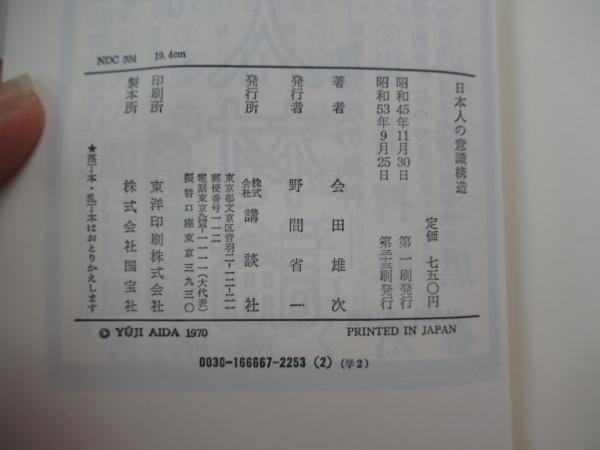 日本人の意識構造
定価 七五〇円
昭和45年11月30日 第一刷発行
昭和53年9月25日 第三三刷発行
著者 会田雄次
発行者 野間省一
発行所 株式会社 講談社
東京都文京区音羽二-一二-二一
郵便番号一一二
電話東京九四五-一一一一(大代表)
振替口座東京三九三〇
印刷所 東洋印刷株式会社
製本所 株式会社国宝社
★落丁本・乱丁本はおとりかえします
NDC 304 19.4cm
© YŪJI AIDA 1970
PRINTED IN JAPAN
0030-166667-2253 (2) (学2)